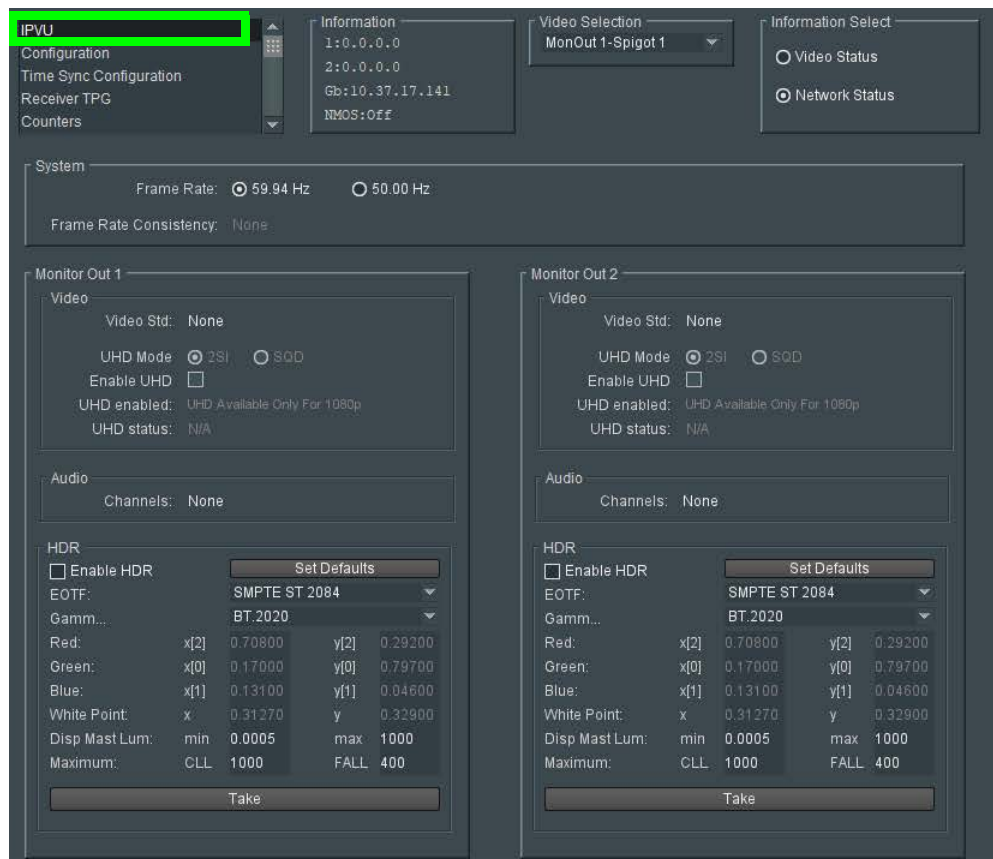 IPVU
Configuration
Time Sync Configuration
Receiver TPG
Counters
Information
1:0.0.0.0
2:0.0.0.0
Gb:10.37.17.141
NMOS:Off
Video Selection
MonOut 1-Spigot 1
Information Select
Video Status
Network Status
System
Frame Rate: 59.94 Hz 50.00 Hz
Frame Rate Consistency: None
Monitor Out 1
Video
Video Std: None
UHD Mode 2SI SQD
Enable UHD
UHD enabled: UHD Available Only For 1080p
UHD status: N/A
Audio
Channels: None
HDR
Enable HDR Set Defaults
EOTF: SMPTE ST 2084
Gamm... BT.2020
Red: x[2] 0.70800 y[2] 0.29200
Green: x[0] 0.17000 y[0] 0.79700
Blue: x[1] 0.13100 y[1] 0.04600
White Point: x 0.31270 y 0.32900
Disp Mast Lum: min 0.0005 max 1000
Maximum: CLL 1000 FALL 400
Take
Monitor Out 2
Video
Video Std: None
UHD Mode 2SI SQD
Enable UHD
UHD enabled: UHD Available Only For 1080p
UHD status: N/A
Audio
Channels: None
HDR
Enable HDR Set Defaults
EOTF: SMPTE ST 2084
Gamm... BT.2020
Red: x[2] 0.70800 y[2] 0.29200
Green: x[0] 0.17000 y[0] 0.79700
Blue: x[1] 0.13100 y[1] 0.04600
White Point: x 0.31270 y 0.32900
Disp Mast Lum: min 0.0005 max 1000
Maximum: CLL 1000 FALL 400
Take